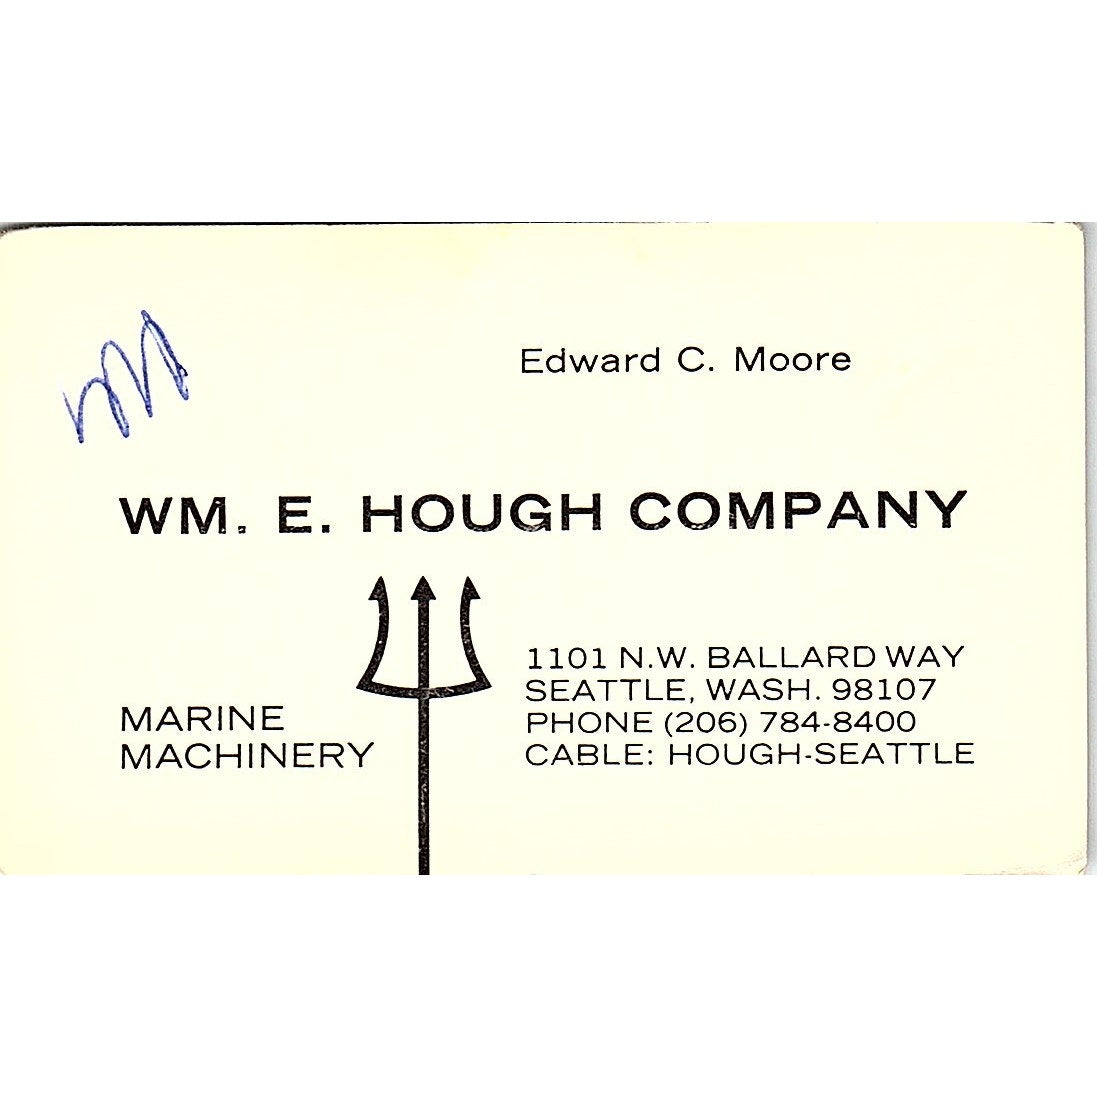 Edward C. Moore
WM. E. HOUGH COMPANY
MARINE
MACHINERY
1101 N.W. BALLARD WAY
SEATTLE, WASH. 98107
PHONE (206) 784-8400
CABLE: HOUGH-SEATTLE